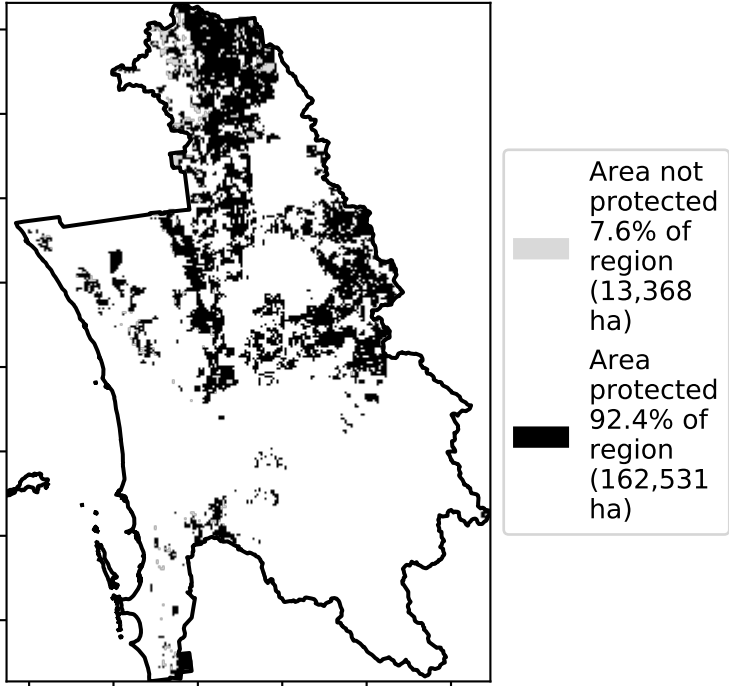 Area not
protected
7.6% of
region
(13,368
ha)
Area
protected
92.4% of
region
(162,531
ha)